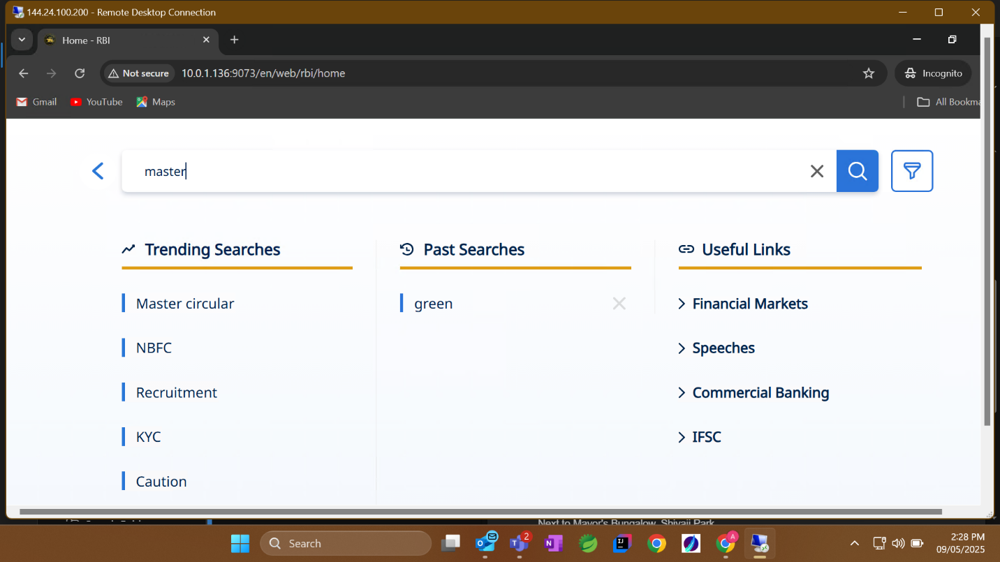 144.24.100.200 - Remote Desktop Connection
Home - RBI
Not secure
10.0.1.136:9073/en/web/rbi/home
Incognito
Gmail
YouTube
Maps
All Bookma
master
Trending Searches
Past Searches
Useful Links
Master circular
green
Financial Markets
NBFC
Speeches
Recruitment
Commercial Banking
KYC
IFSC
Caution
Next to Mayor's Bungalow, Shivaji Park
Search
2
A
2:28 PM
09/05/2025